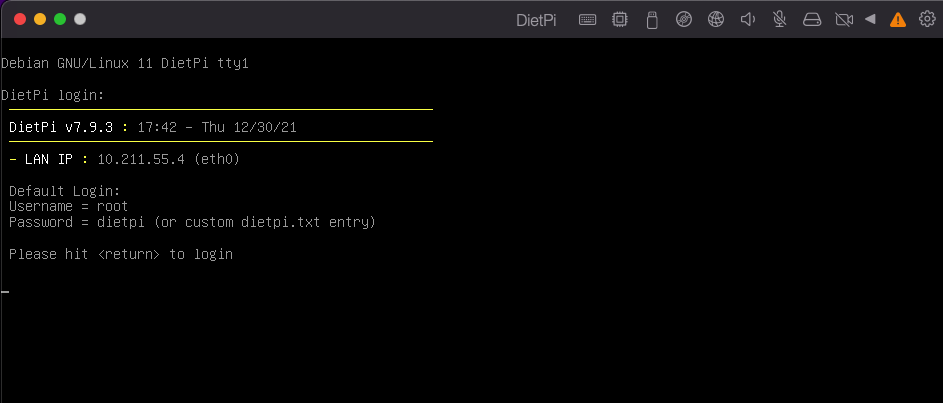 DietPi
Debian GNU/Linux 11 DietPi tty1
DietPi login:
DietPi v7.9.3 : 17:42 - Thu 12/30/21
- LAN IP : 10.211.55.4 (eth0)
Default Login:
Username = root
Password = dietpi (or custom dietpi.txt entry)
Please hit <return> to login